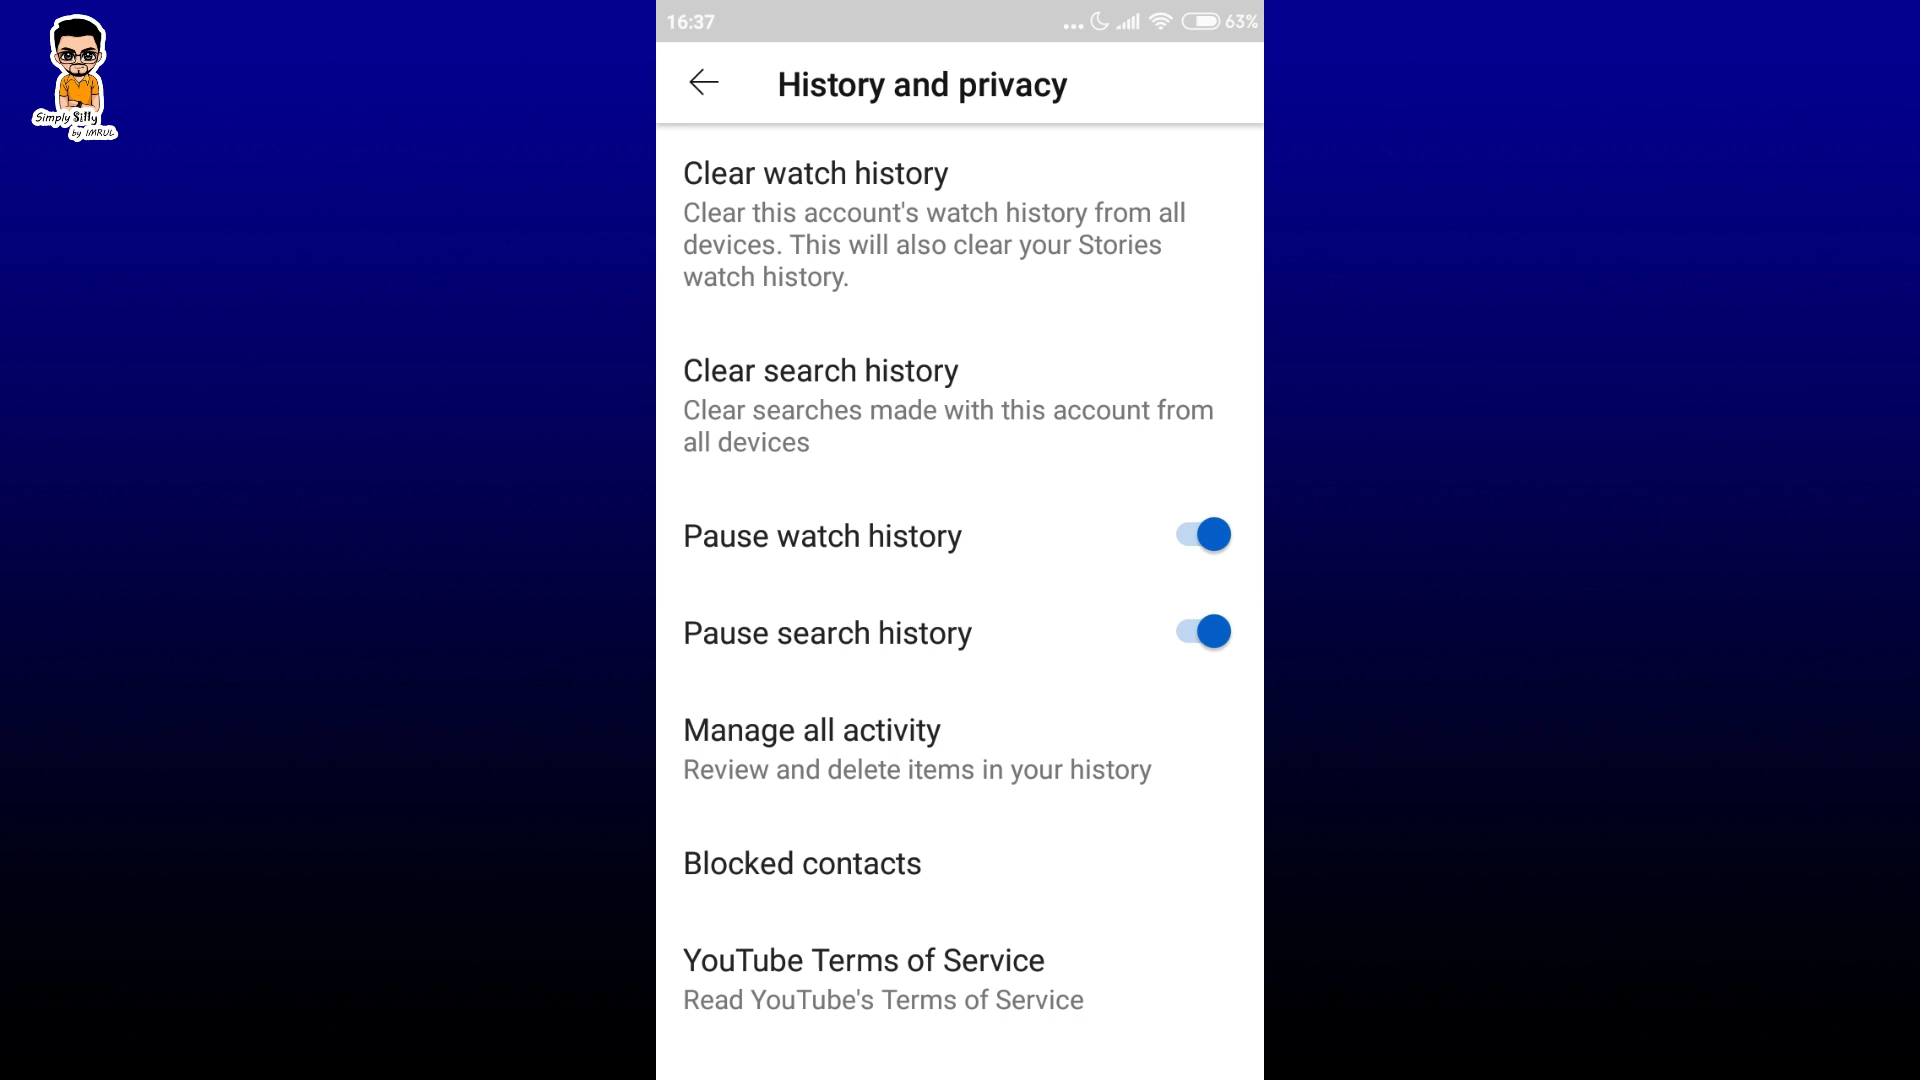 Simply Silly
by IMRUL
16:37
63%
History and privacy
Clear watch history
Clear this account's watch history from all
devices. This will also clear your Stories
watch history.
Clear search history
Clear searches made with this account from
all devices
Pause watch history
Pause search history
Manage all activity
Review and delete items in your history
Blocked contacts
YouTube Terms of Service
Read YouTube's Terms of Service